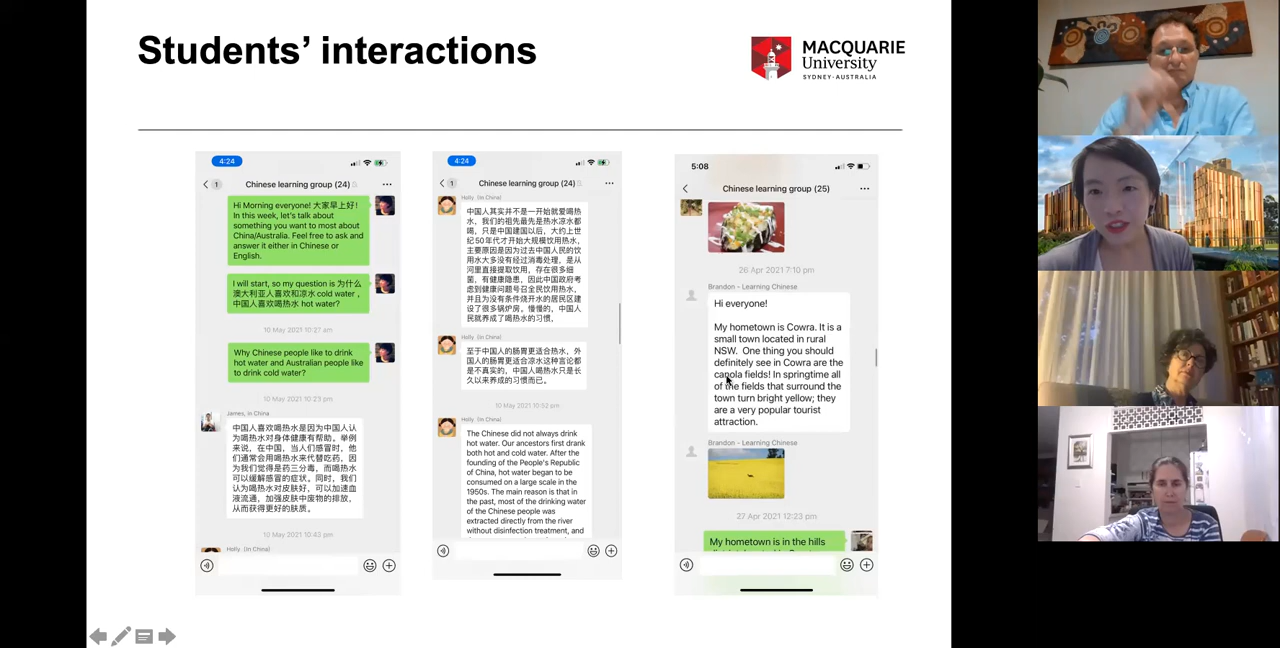 Students' interactions
MACQUARIE
University
SYDNEY·AUSTRALIA
4:24
1
Chinese learning group (24)
Hi Morning everyone! 大家早上好!
In this week, let's talk about
something you want to most about
China/Australia. Feel free to ask and
answer it either in Chinese or
English.
I will start, so my question is 为什么
澳大利亚人喜欢和凉水 cold water ,
中国人喜欢喝热水 hot water?
10 May 2021 10:27 am
Why Chinese people like to drink
hot water and Australian people like
to drink cold water?
10 May 2021 10:23 pm
James, in China
中国人喜欢喝热水是因为中国人认
为喝热水对身体健康有帮助。举例
来说，在中国，当人们感冒时，他
们通常会用喝热水来代替吃药，因
为我们觉得是药三分毒，而喝热水
可以缓解感冒的症状，同时，我们
认为喝热水对皮肤好，可以加速血
液流通，加强皮肤中废物的排放，
从而获得更好的肤质。
10 May 2021 10:43 pm
Holly (in China)
4:24
1
Chinese learning group (24)
Holly (in China)
中国人其实并不是一开始就爱喝热
水，我们的祖先最先是热水凉水都
喝，只是中国建国以后，大约上世
纪50年代才开始大规模饮用热水，
主要原因是因为过去中国人民的饮
用水大多没有经过消毒处理，是从
河里直接提取饮用，存在很多细
菌，有健康隐患，因此中国政府考
虑到健康问题号召全民饮用热水，
并且为没有条件烧开水的居民区建
设了很多锅炉房，慢慢的，中国人
民就养成了喝热水的习惯，
Holly (in China)
至于中国人的肠胃更适合热水，外
国人的肠胃更适合凉水这种言论都
是不真实的，中国人喝热水只是长
久以来养成的习惯而已。
10 May 2021 10:52 pm
Holly (in China)
The Chinese did not always drink
hot water. Our ancestors first drank
both hot and cold water. After the
founding of the People's Republic
of China, hot water began to be
consumed on a large scale in the
1950s. The main reason is that in
the past, most of the drinking water
of the Chinese people was
extracted directly from the river
without disinfection treatment, and
5:08
Chinese learning group (25)
26 Apr 2021 7:10 pm
Brandon - Learning Chinese
Hi everyone!
My hometown is Cowra. It is a
small town located in rural
NSW. One thing you should
definitely see in Cowra are the
canola fields! In springtime all
of the fields that surround the
town turn bright yellow; they
are a very popular tourist
attraction.
Brandon - Learning Chinese
27 Apr 2021 12:23 pm
My hometown is in the hills